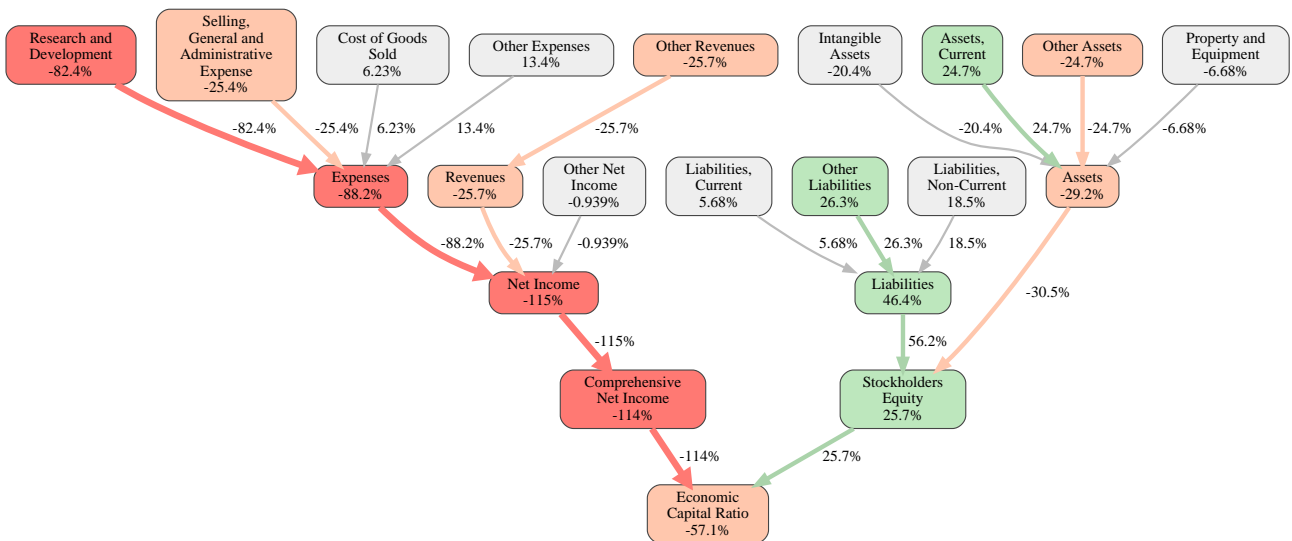 Research and
Development
-82.4%
Selling,
General and
Administrative
Expense
-25.4%
Cost of Goods
Sold
6.23%
Other Expenses
13.4%
Other Revenues
-25.7%
Intangible
Assets
-20.4%
Assets,
Current
24.7%
Other Assets
-24.7%
Property and
Equipment
-6.68%
-82.4%
-25.4%
6.23%
13.4%
-25.7%
-20.4%
24.7%
-24.7%
-6.68%
Expenses
-88.2%
Revenues
-25.7%
Other Net
Income
-0.939%
Liabilities,
Current
5.68%
Other
Liabilities
26.3%
Liabilities,
Non-Current
18.5%
Assets
-29.2%
-88.2%
-25.7%
-0.939%
5.68%
26.3%
18.5%
-30.5%
Net Income
-115%
Liabilities
46.4%
-115%
56.2%
Comprehensive
Net Income
-114%
Stockholders
Equity
25.7%
-114%
25.7%
Economic
Capital Ratio
-57.1%